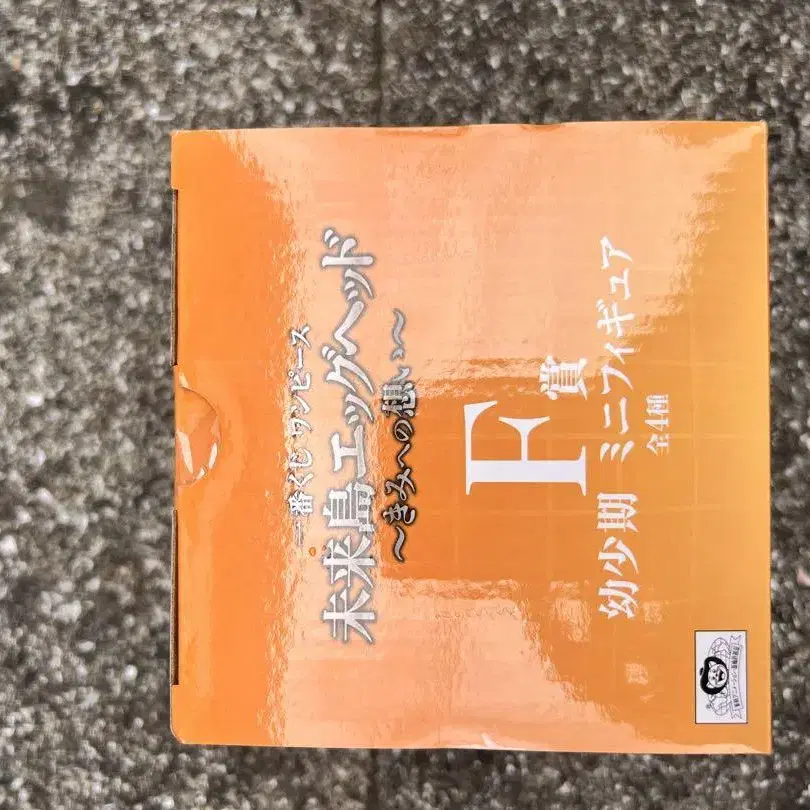 一番くじ ワンピース
未来島エッグヘッド
〜きみへの想い〜
F賞
幼少期 ミニフィギュア
全4種